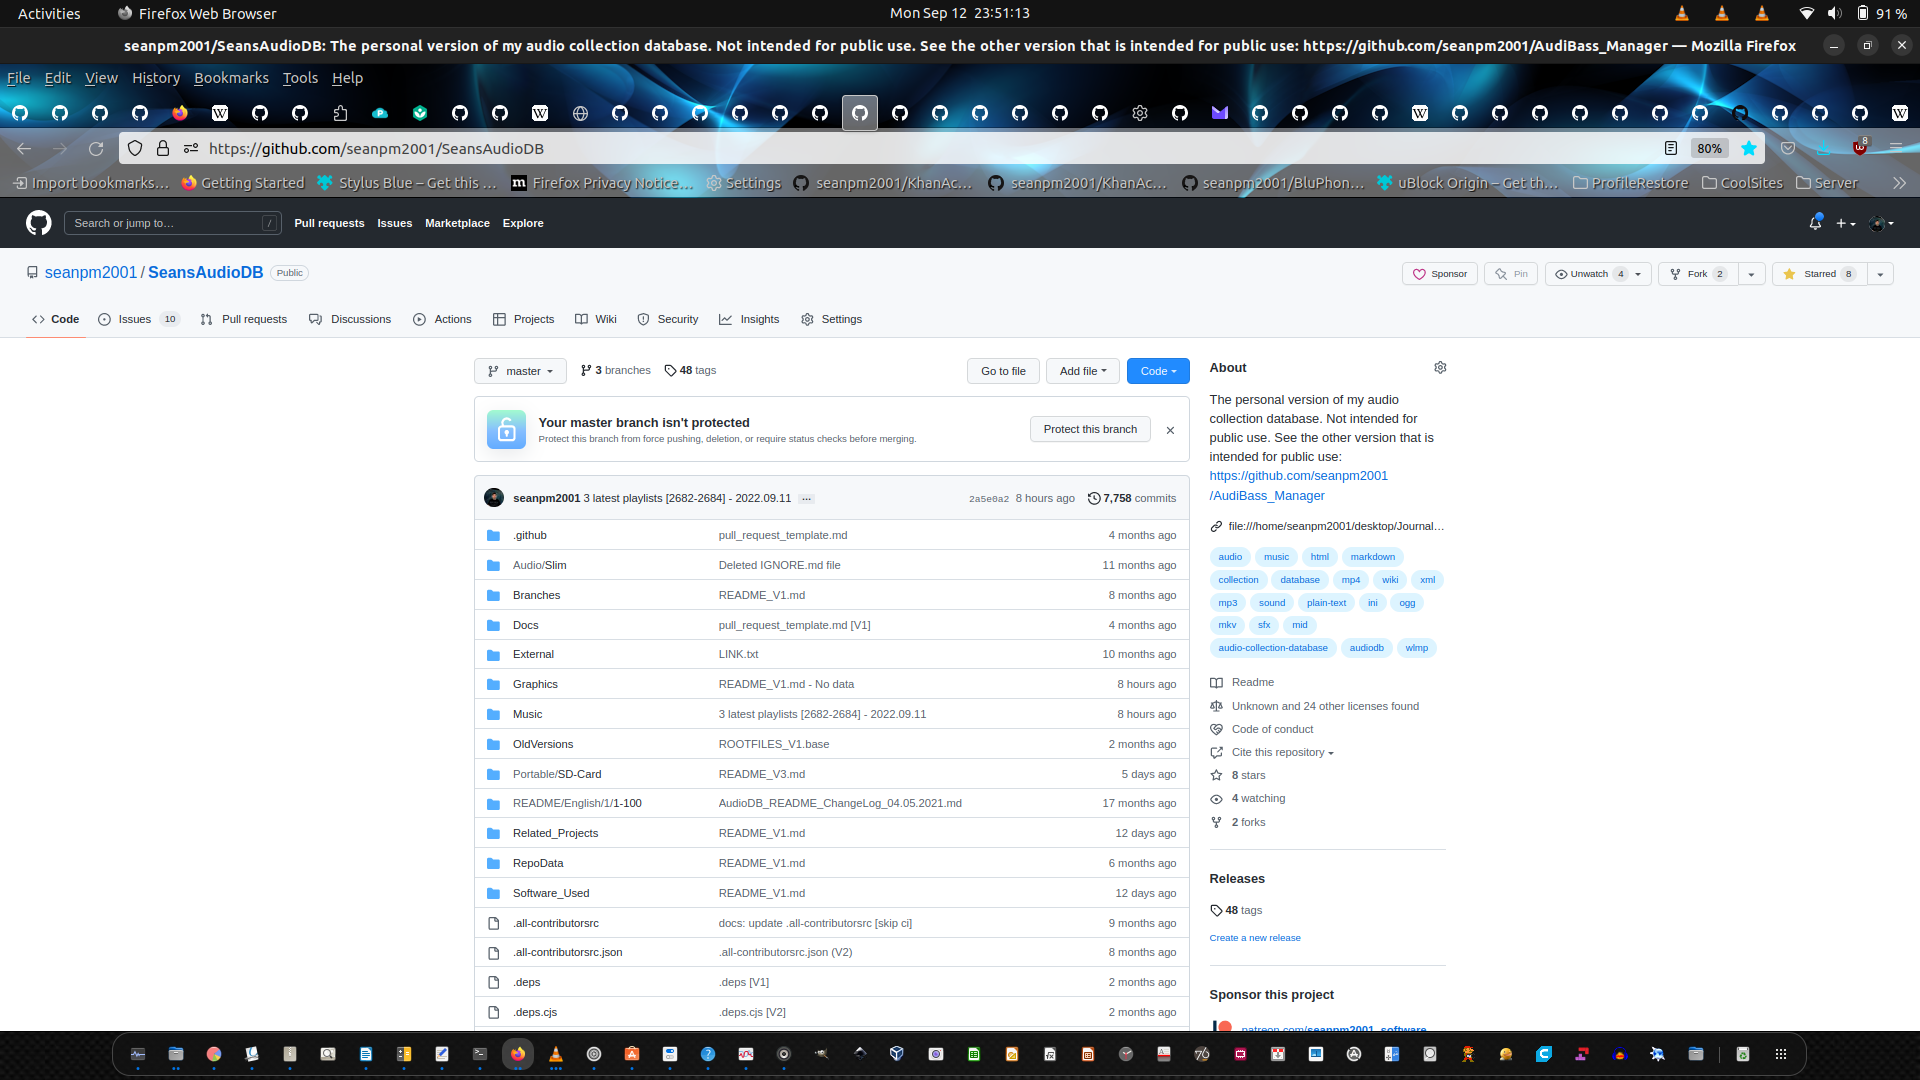 Activities Firefox Web Browser Mon Sep 12 23:51:13 91 %
seanpm2001/SeansAudioDB: The personal version of my audio collection database. Not intended for public use. See the other version that is intended for public use: https://github.com/seanpm2001/AudiBass_Manager — Mozilla Firefox
File Edit View History Bookmarks Tools Help
https://github.com/seanpm2001/SeansAudioDB 80% 8
Import bookmarks… Getting Started Stylus Blue – Get this … Firefox Privacy Notice… Settings seanpm2001/KhanAc… seanpm2001/KhanAc… seanpm2001/BluPhon… uBlock Origin – Get th… ProfileRestore CoolSites Server
Search or jump to… / Pull requests Issues Marketplace Explore
seanpm2001 / SeansAudioDB Public Sponsor Pin Unwatch 4 Fork 2 Starred 8
Code Issues 10 Pull requests Discussions Actions Projects Wiki Security Insights Settings
master 3 branches 48 tags Go to file Add file Code
Your master branch isn't protected
Protect this branch from force pushing, deletion, or require status checks before merging.
Protect this branch
seanpm2001 3 latest playlists [2682-2684] - 2022.09.11 … 2a5e0a2 8 hours ago 7,758 commits
.github pull_request_template.md 4 months ago
Audio/Slim Deleted IGNORE.md file 11 months ago
Branches README_V1.md 8 months ago
Docs pull_request_template.md [V1] 4 months ago
External LINK.txt 10 months ago
Graphics README_V1.md - No data 8 hours ago
Music 3 latest playlists [2682-2684] - 2022.09.11 8 hours ago
OldVersions ROOTFILES_V1.base 2 months ago
Portable/SD-Card README_V3.md 5 days ago
README/English/1/1-100 AudioDB_README_ChangeLog_04.05.2021.md 17 months ago
Related_Projects README_V1.md 12 days ago
RepoData README_V1.md 6 months ago
Software_Used README_V1.md 12 days ago
.all-contributorsrc docs: update .all-contributorsrc [skip ci] 9 months ago
.all-contributorsrc.json .all-contributorsrc.json (V2) 8 months ago
.deps .deps [V1] 2 months ago
.deps.cjs .deps.cjs [V2] 2 months ago
About
The personal version of my audio
collection database. Not intended for
public use. See the other version that is
intended for public use:
https://github.com/seanpm2001
/AudiBass_Manager
file:///home/seanpm2001/desktop/Journal…
audio music html markdown
collection database mp4 wiki xml
mp3 sound plain-text ini ogg
mkv sfx mid
audio-collection-database audiodb wlmp
Readme
Unknown and 24 other licenses found
Code of conduct
Cite this repository
8 stars
4 watching
2 forks
Releases
48 tags
Create a new release
Sponsor this project
patreon.com/seanpm2001_software